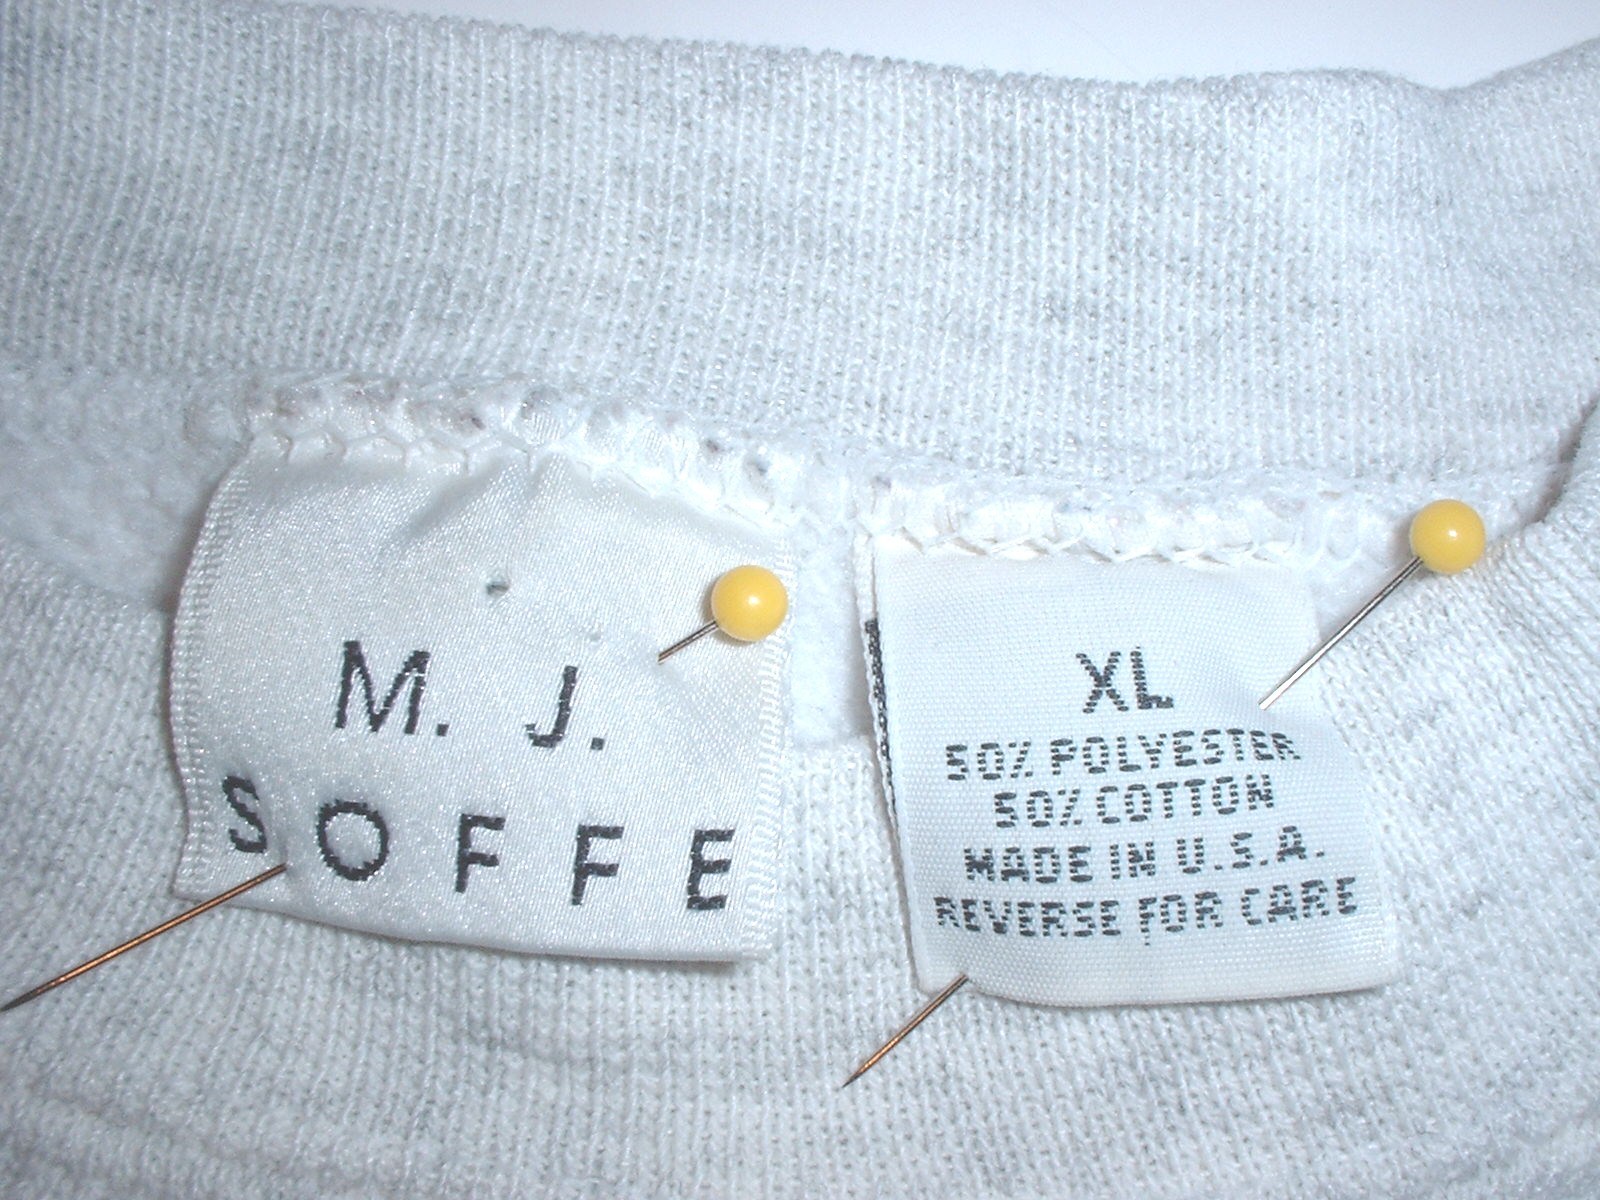 M. J.
SOFFE
XL
50% POLYESTER
50% COTTON
MADE IN U.S.A.
REVERSE FOR CARE